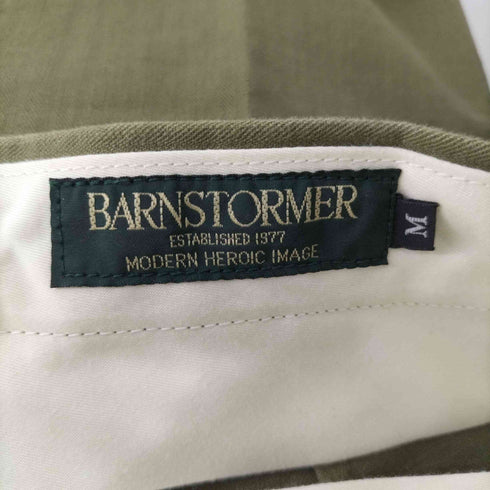 BARNSTORMER
ESTABLISHED 1977
MODERN HEROIC IMAGE
M